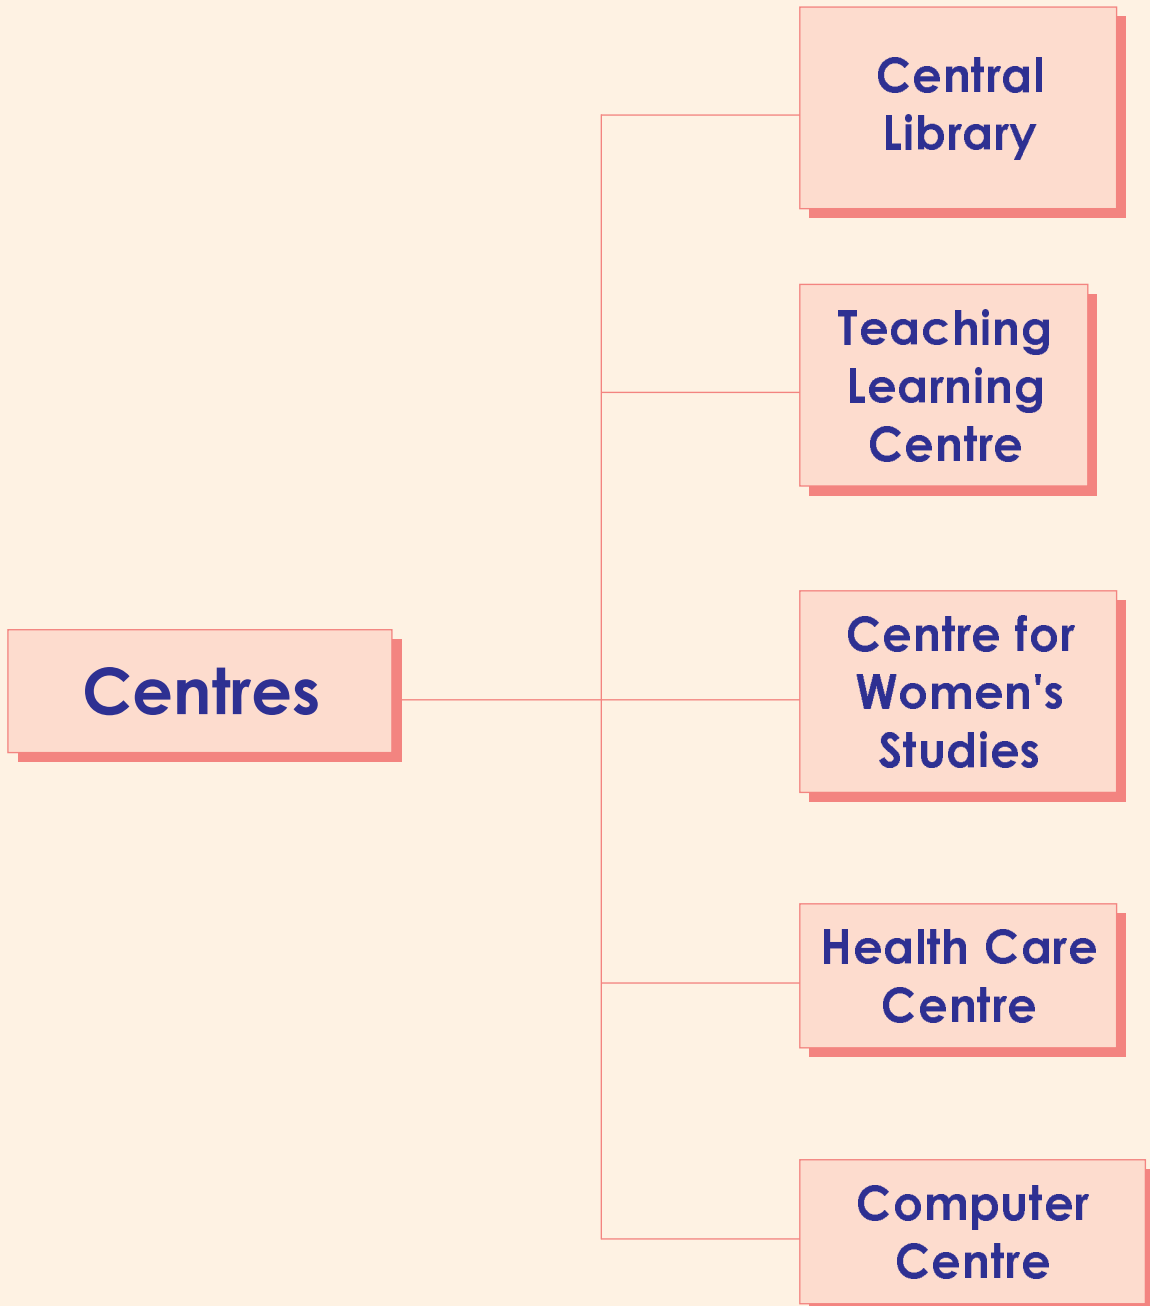 Central
Library
Teaching
Learning
Centre
Centres
Centre for
Women's
Studies
Health Care
Centre
Computer
Centre